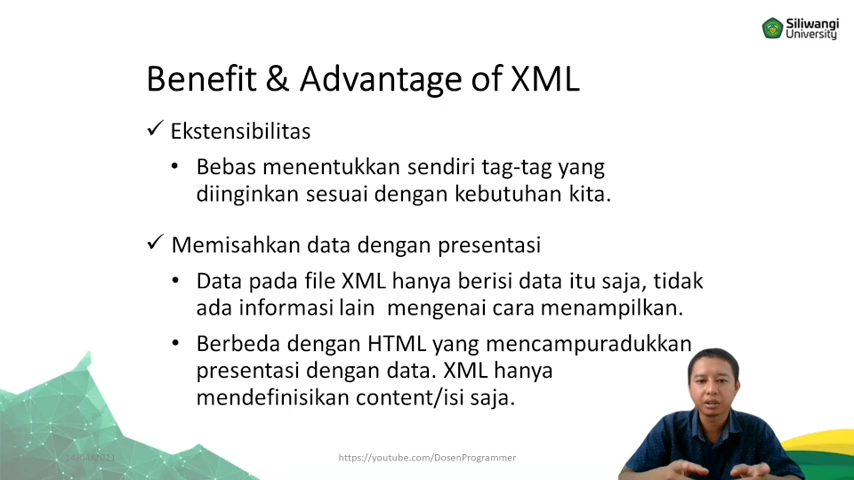 Siliwangi
University
Benefit & Advantage of XML
✓ Ekstensibilitas
• Bebas menentukkan sendiri tag-tag yang
diinginkan sesuai dengan kebutuhan kita.
✓ Memisahkan data dengan presentasi
• Data pada file XML hanya berisi data itu saja, tidak
ada informasi lain mengenai cara menampilkan.
• Berbeda dengan HTML yang mencampuradukkan
presentasi dengan data. XML hanya
mendefinisikan content/isi saja.
https://youtube.com/DosenProgrammer